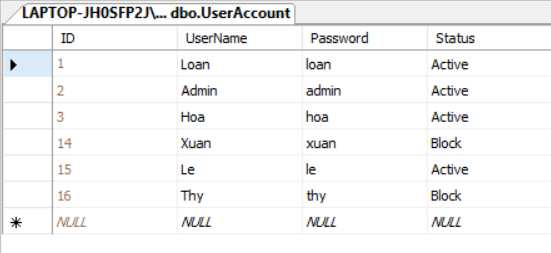 LAPTOP-JH0SFP2J\... dbo.UserAccount
ID UserName Password Status
1 Loan loan Active
2 Admin admin Active
3 Hoa hoa Active
14 Xuan xuan Block
15 Le le Active
16 Thy thy Block
NULL NULL NULL NULL